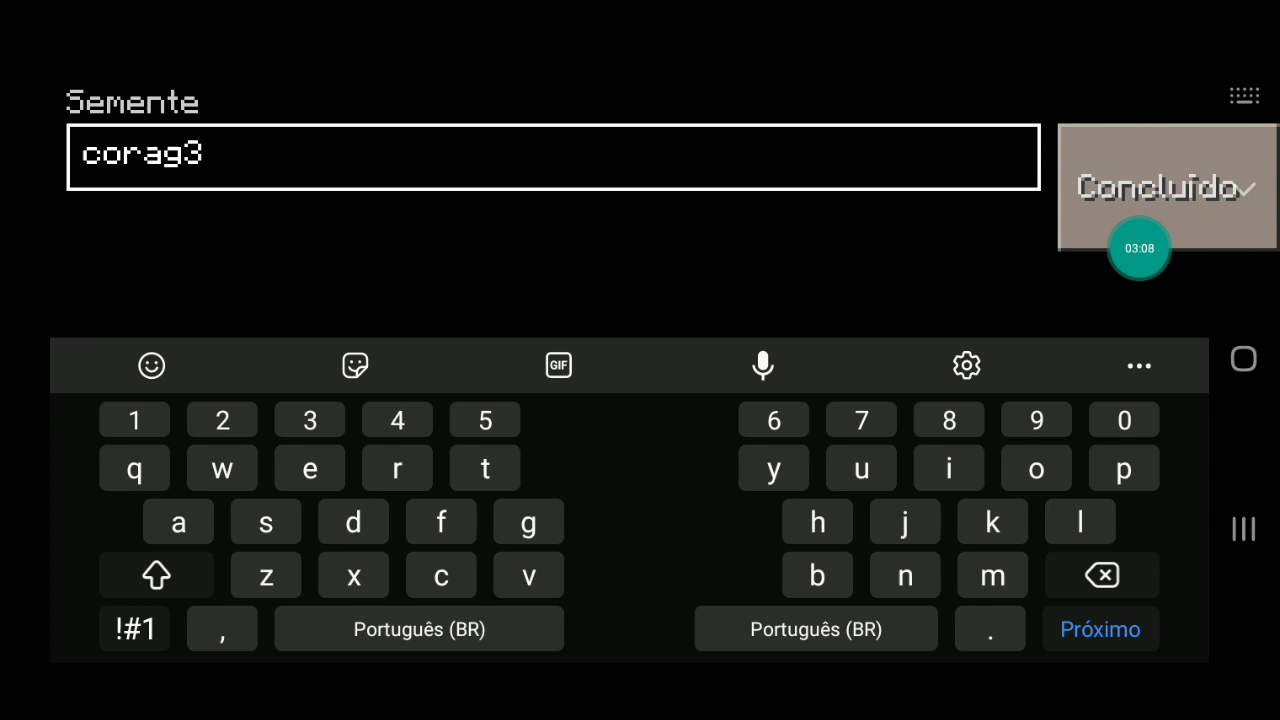 Semente
corag3
Concluído
03:08
GIF
1 2 3 4 5 6 7 8 9 0
q w e r t y u i o p
a s d f g h j k l
z x c v b n m
!#1 , Português (BR) Português (BR) . Próximo